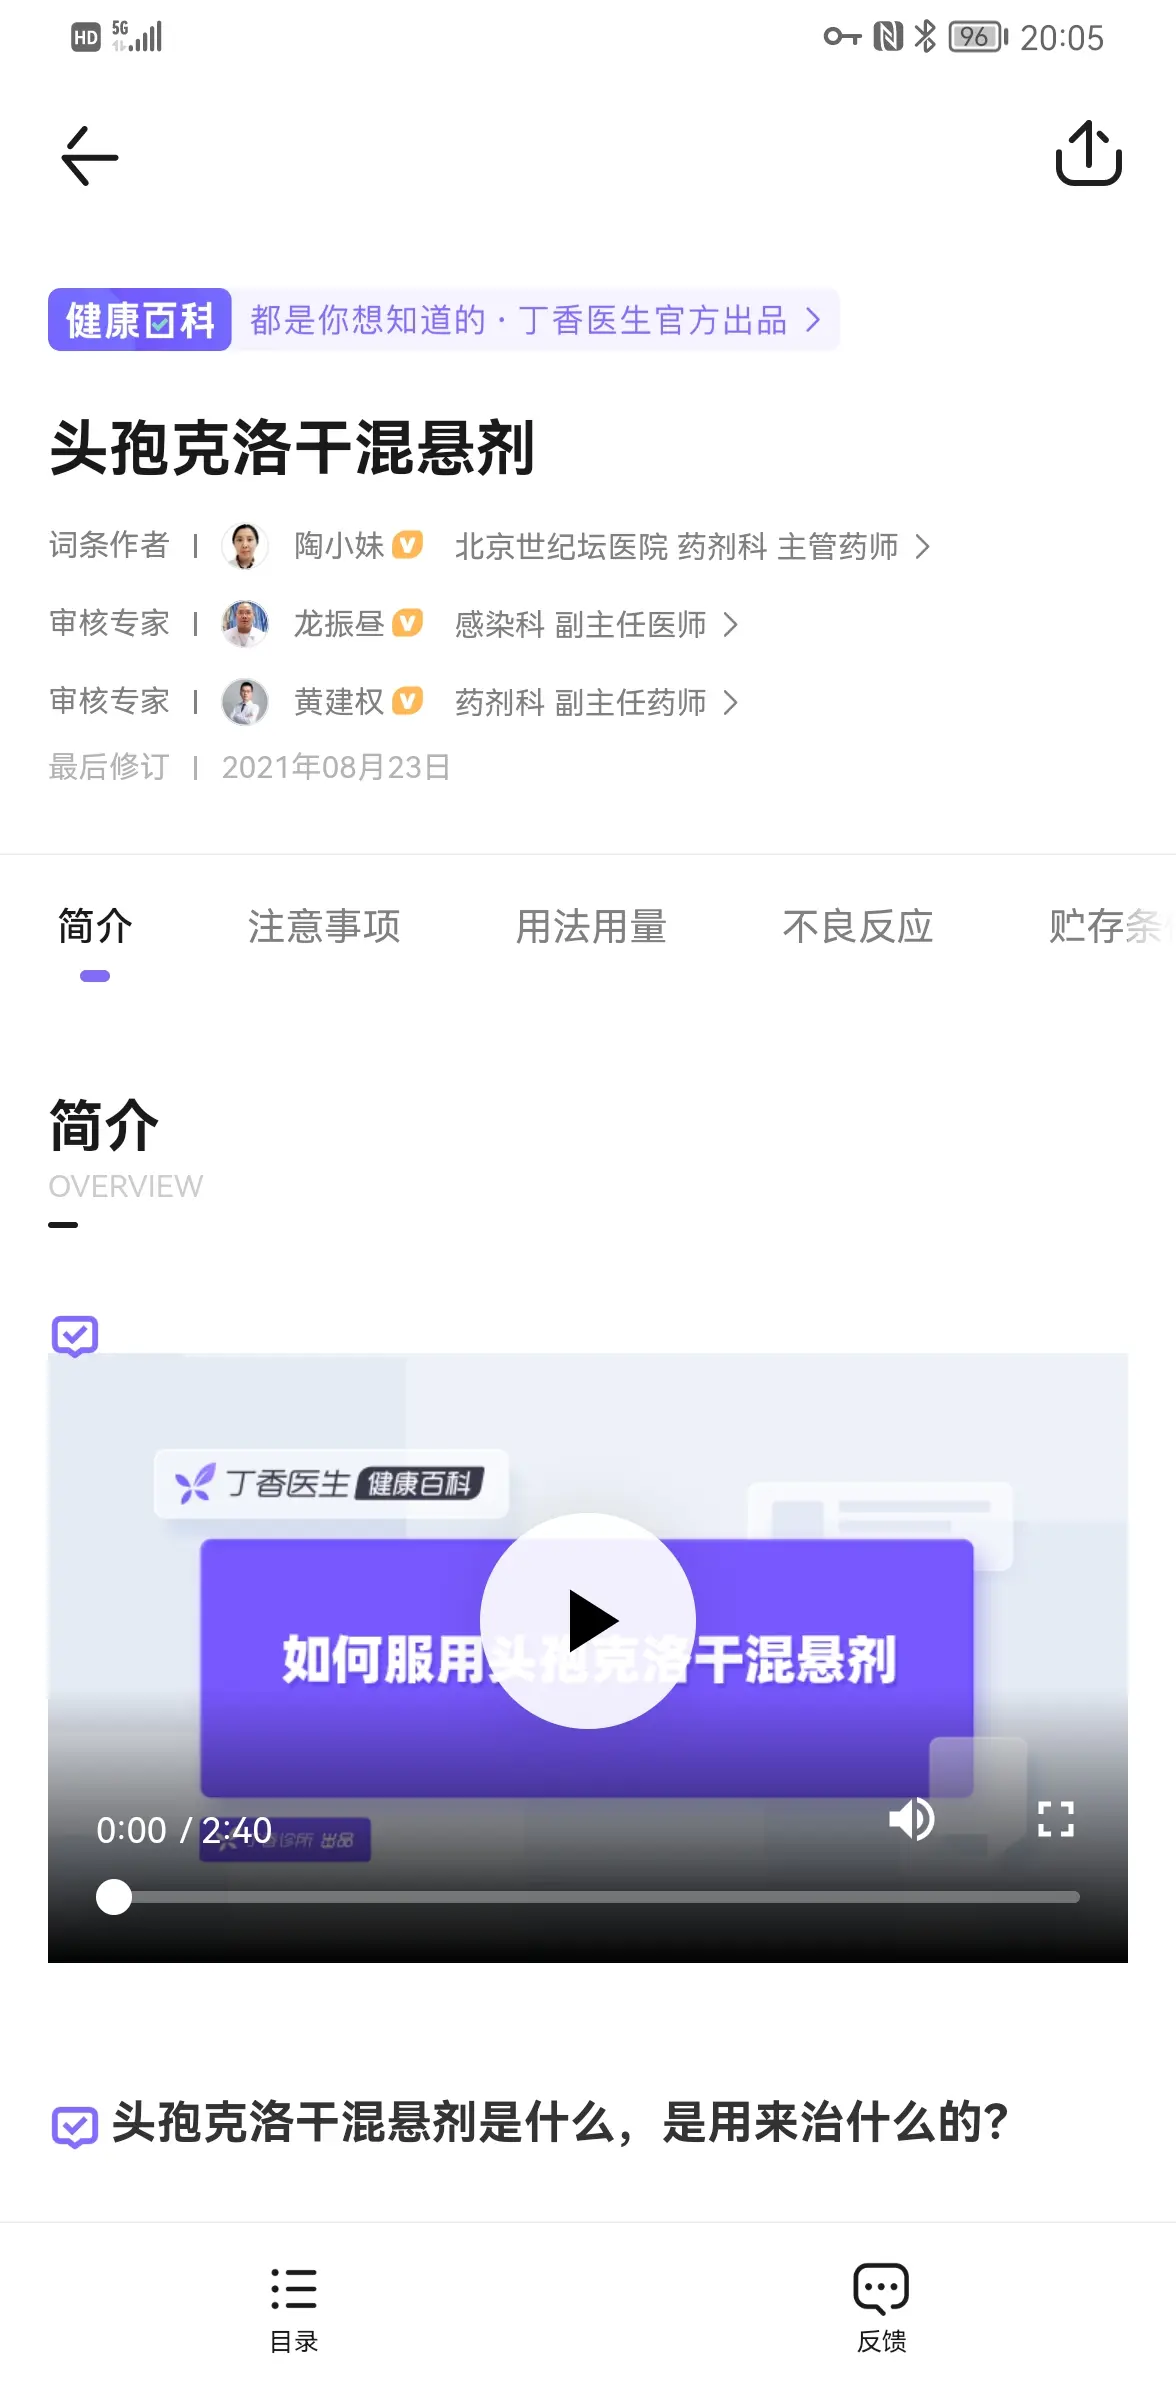 HD 5G 96 20:05
健康百科 都是你想知道的 · 丁香医生官方出品
头孢克洛干混悬剂
词条作者 | 陶小妹 V 北京世纪坛医院 药剂科 主管药师
审核专家 | 龙振昼 V 感染科 副主任医师
审核专家 | 黄建权 V 药剂科 副主任药师
最后修订 | 2021年08月23日
简介 注意事项 用法用量 不良反应 贮存条
简介
OVERVIEW
丁香医生 健康百科
如何服用头孢克洛干混悬剂
0:00 / 2:40
丁香诊所 出品
头孢克洛干混悬剂是什么，是用来治什么的？
目录 反馈